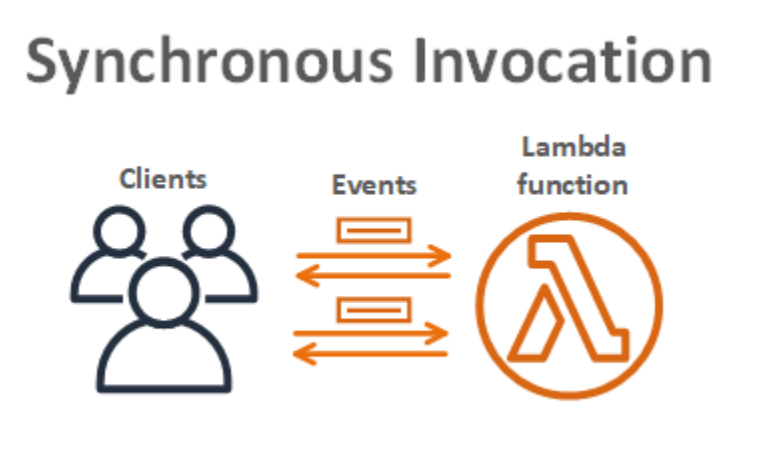 Synchronous Invocation
Clients
Events
Lambda
function